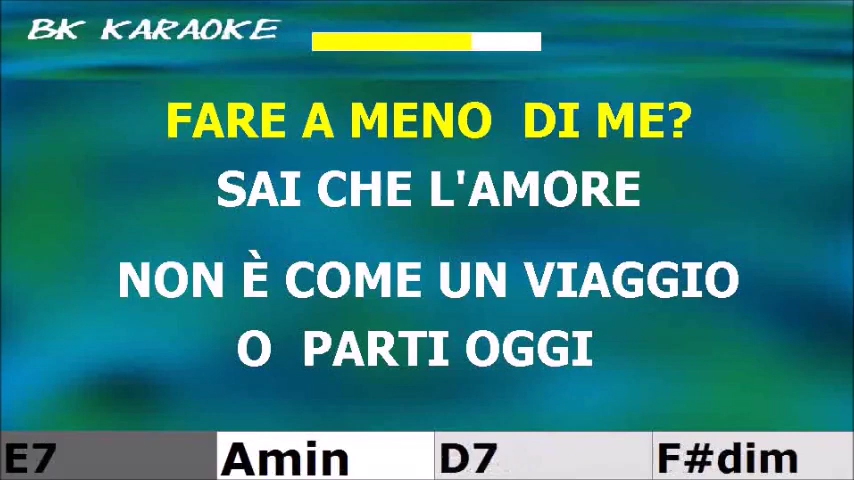 BK KARAOKE
FARE A MENO  DI ME?
SAI CHE L'AMORE
NON È COME UN VIAGGIO
O  PARTI OGGI
E7 Amin D7 F#dim